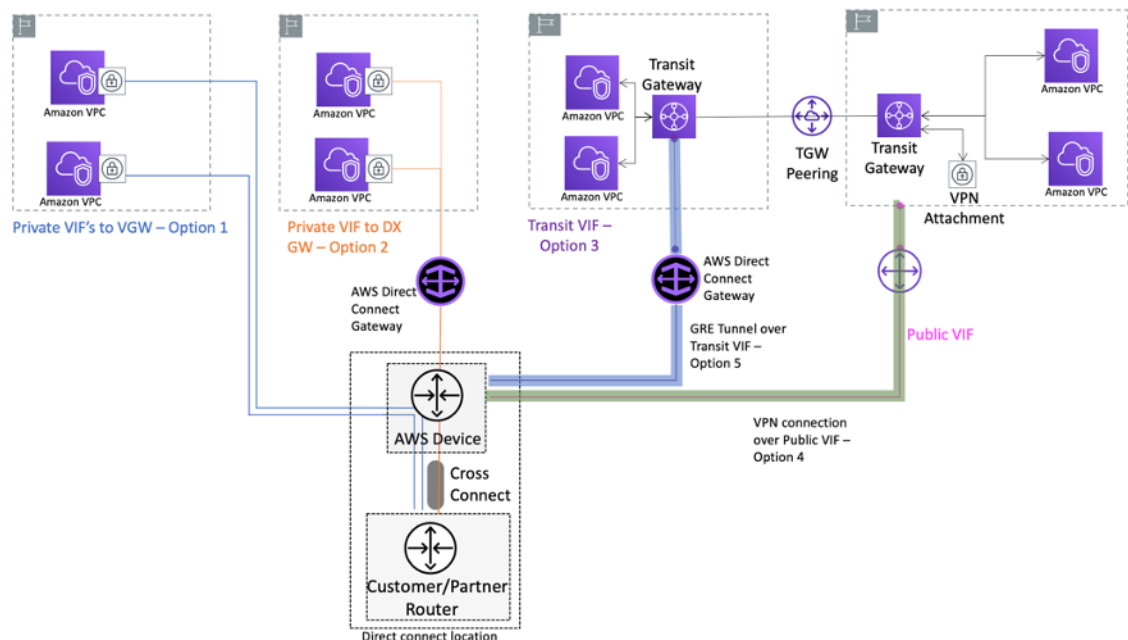 Amazon VPC
Amazon VPC
Private VIF's to VGW – Option 1
Amazon VPC
Amazon VPC
Private VIF to DX
GW – Option 2
Transit
Gateway
Amazon VPC
Amazon VPC
Transit VIF –
Option 3
TGW
Peering
Transit
Gateway
Amazon VPC
Amazon VPC
VPN
Attachment
AWS Direct
Connect
Gateway
AWS Direct
Connect
Gateway
GRE Tunnel over
Transit VIF –
Option 5
Public VIF
VPN connection
over Public VIF –
Option 4
AWS Device
Cross
Connect
Customer/Partner
Router
Direct connect location